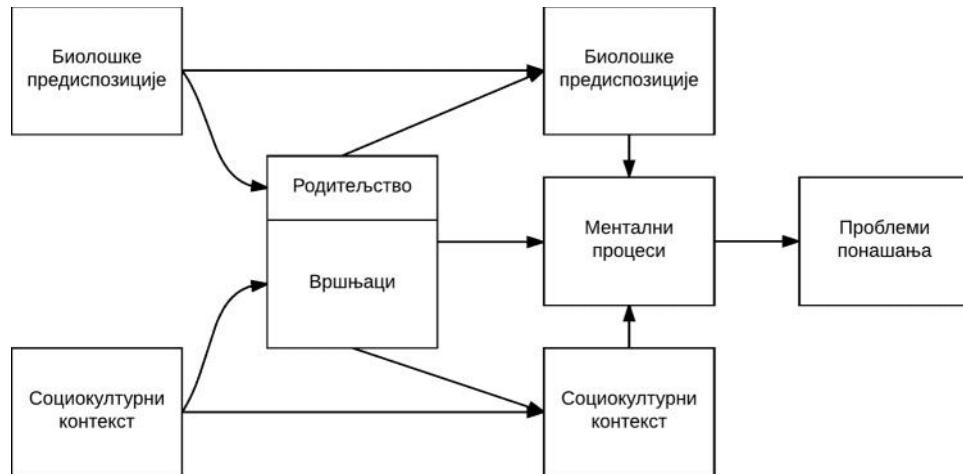 Биолошке
предиспозиције
Биолошке
предиспозиције
Родитељство
Вршњаци
Ментални
процеси
Проблеми
понашања
Социокултурни
контекст
Социокултурни
контекст